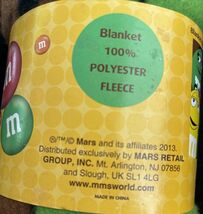 Blanket
100%
POLYESTER
FLEECE
m
m
®/™/© Mars and its affiliates 2013.
Distributed exclusively by MARS RETAIL
GROUP, INC. Mt. Arlington, NJ 07856
and Slough, UK SL1 4LG
www.mmsworld.com
MADE IN CHINA